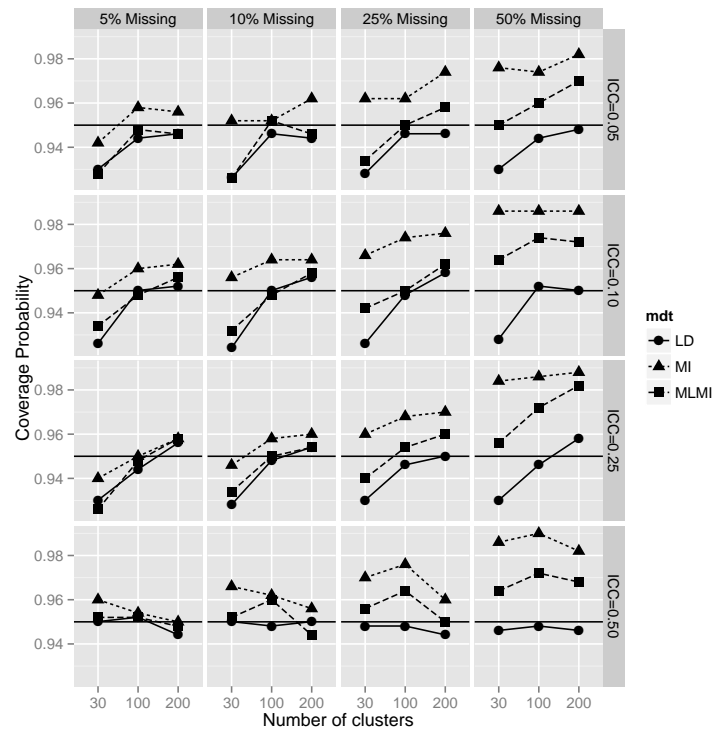 5% Missing 10% Missing 25% Missing 50% Missing
0.98
0.96
0.94
ICC=0.05
0.98
0.96
0.94
ICC=0.10
0.98
0.96
0.94
ICC=0.25
0.98
0.96
0.94
ICC=0.50
Coverage Probability
30 100 200 30 100 200 30 100 200 30 100 200
Number of clusters
mdt
LD
MI
MLMI